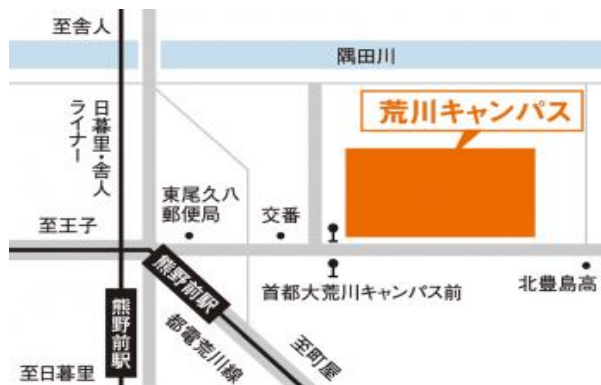 至舎人
隅田川
日暮里・舎人
ライナー
荒川キャンパス
東尾久八
郵便局
交番
至王子
熊野前駅
首都大荒川キャンパス前
北豊島高
熊野前駅
都電荒川線
至町屋
至日暮里